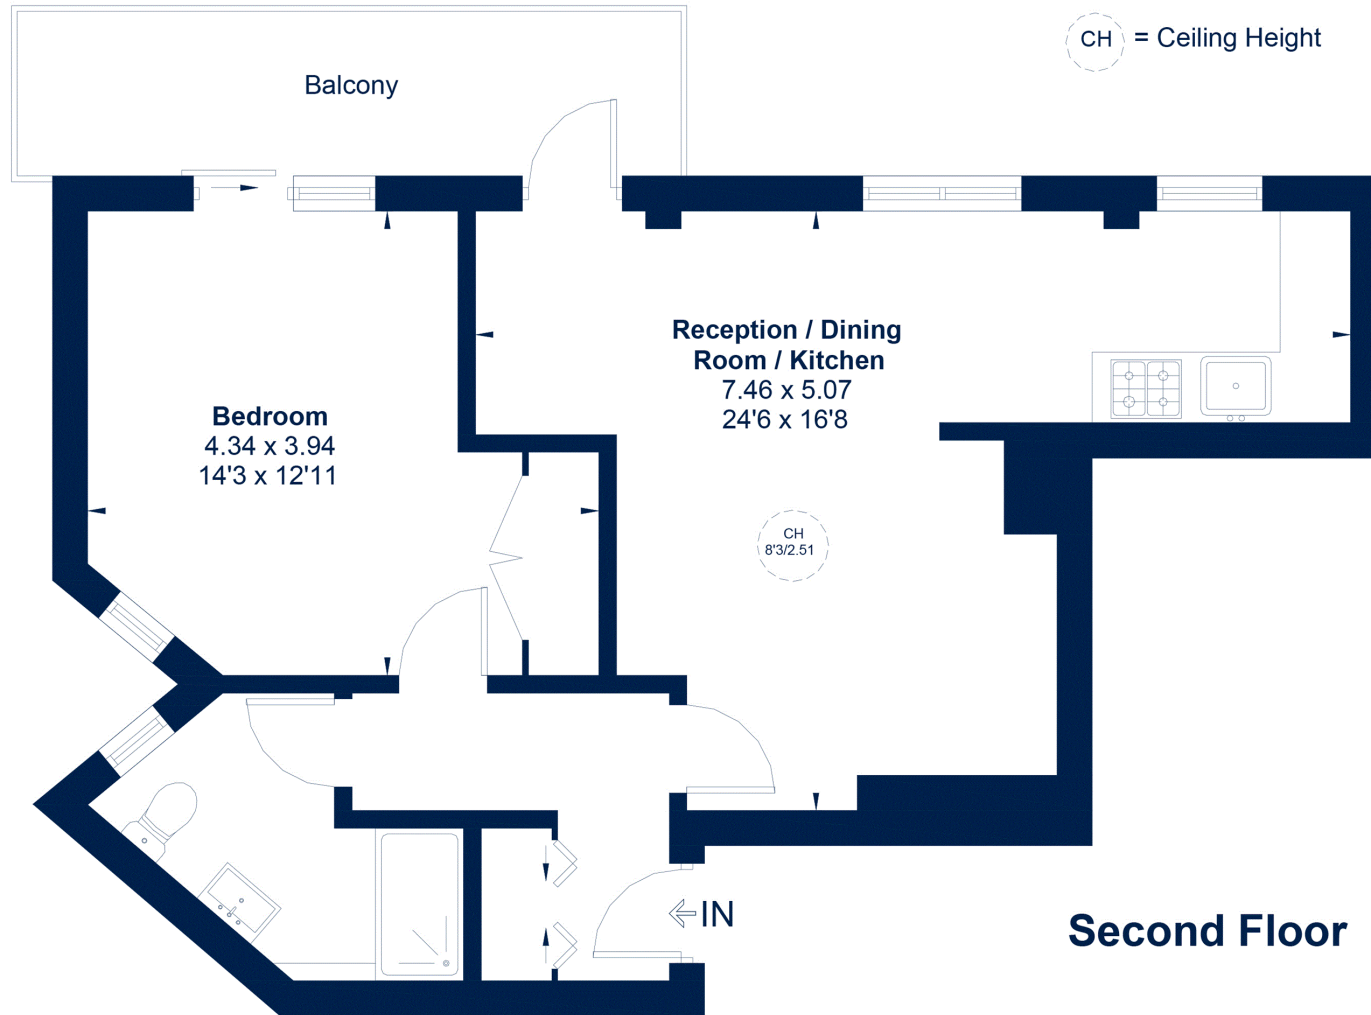 CH = Ceiling Height
Balcony
Reception / Dining
Room / Kitchen
7.46 x 5.07
24'6 x 16'8
Bedroom
4.34 x 3.94
14'3 x 12'11
CH
8'3/2.51
IN
Second Floor